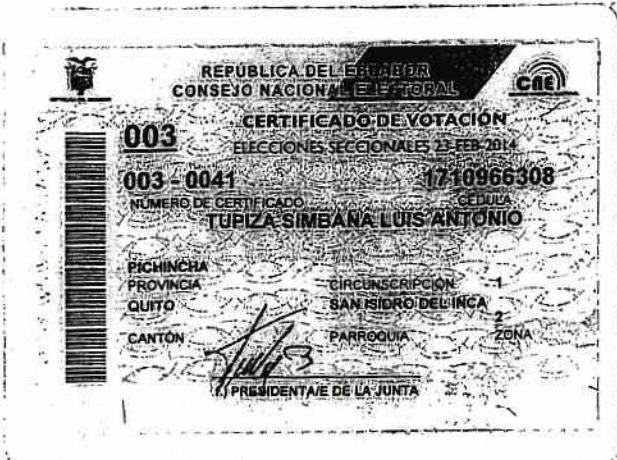 REPÚBLICA DEL ECUADOR
CONSEJO NACIONAL ELECTORAL
CNE
CERTIFICADO DE VOTACIÓN
003
ELECCIONES SECCIONALES 23-FEB-2014
003 - 0041 1710966308
NÚMERO DE CERTIFICADO CÉDULA
TUPIZA SIMBAÑA LUIS ANTONIO
PICHINCHA
PROVINCIA CIRCUNSCRIPCIÓN 1
QUITO SAN ISIDRO DEL INCA
2
CANTÓN PARROQUIA ZONA
(.) PRESIDENTA/E DE LA JUNTA